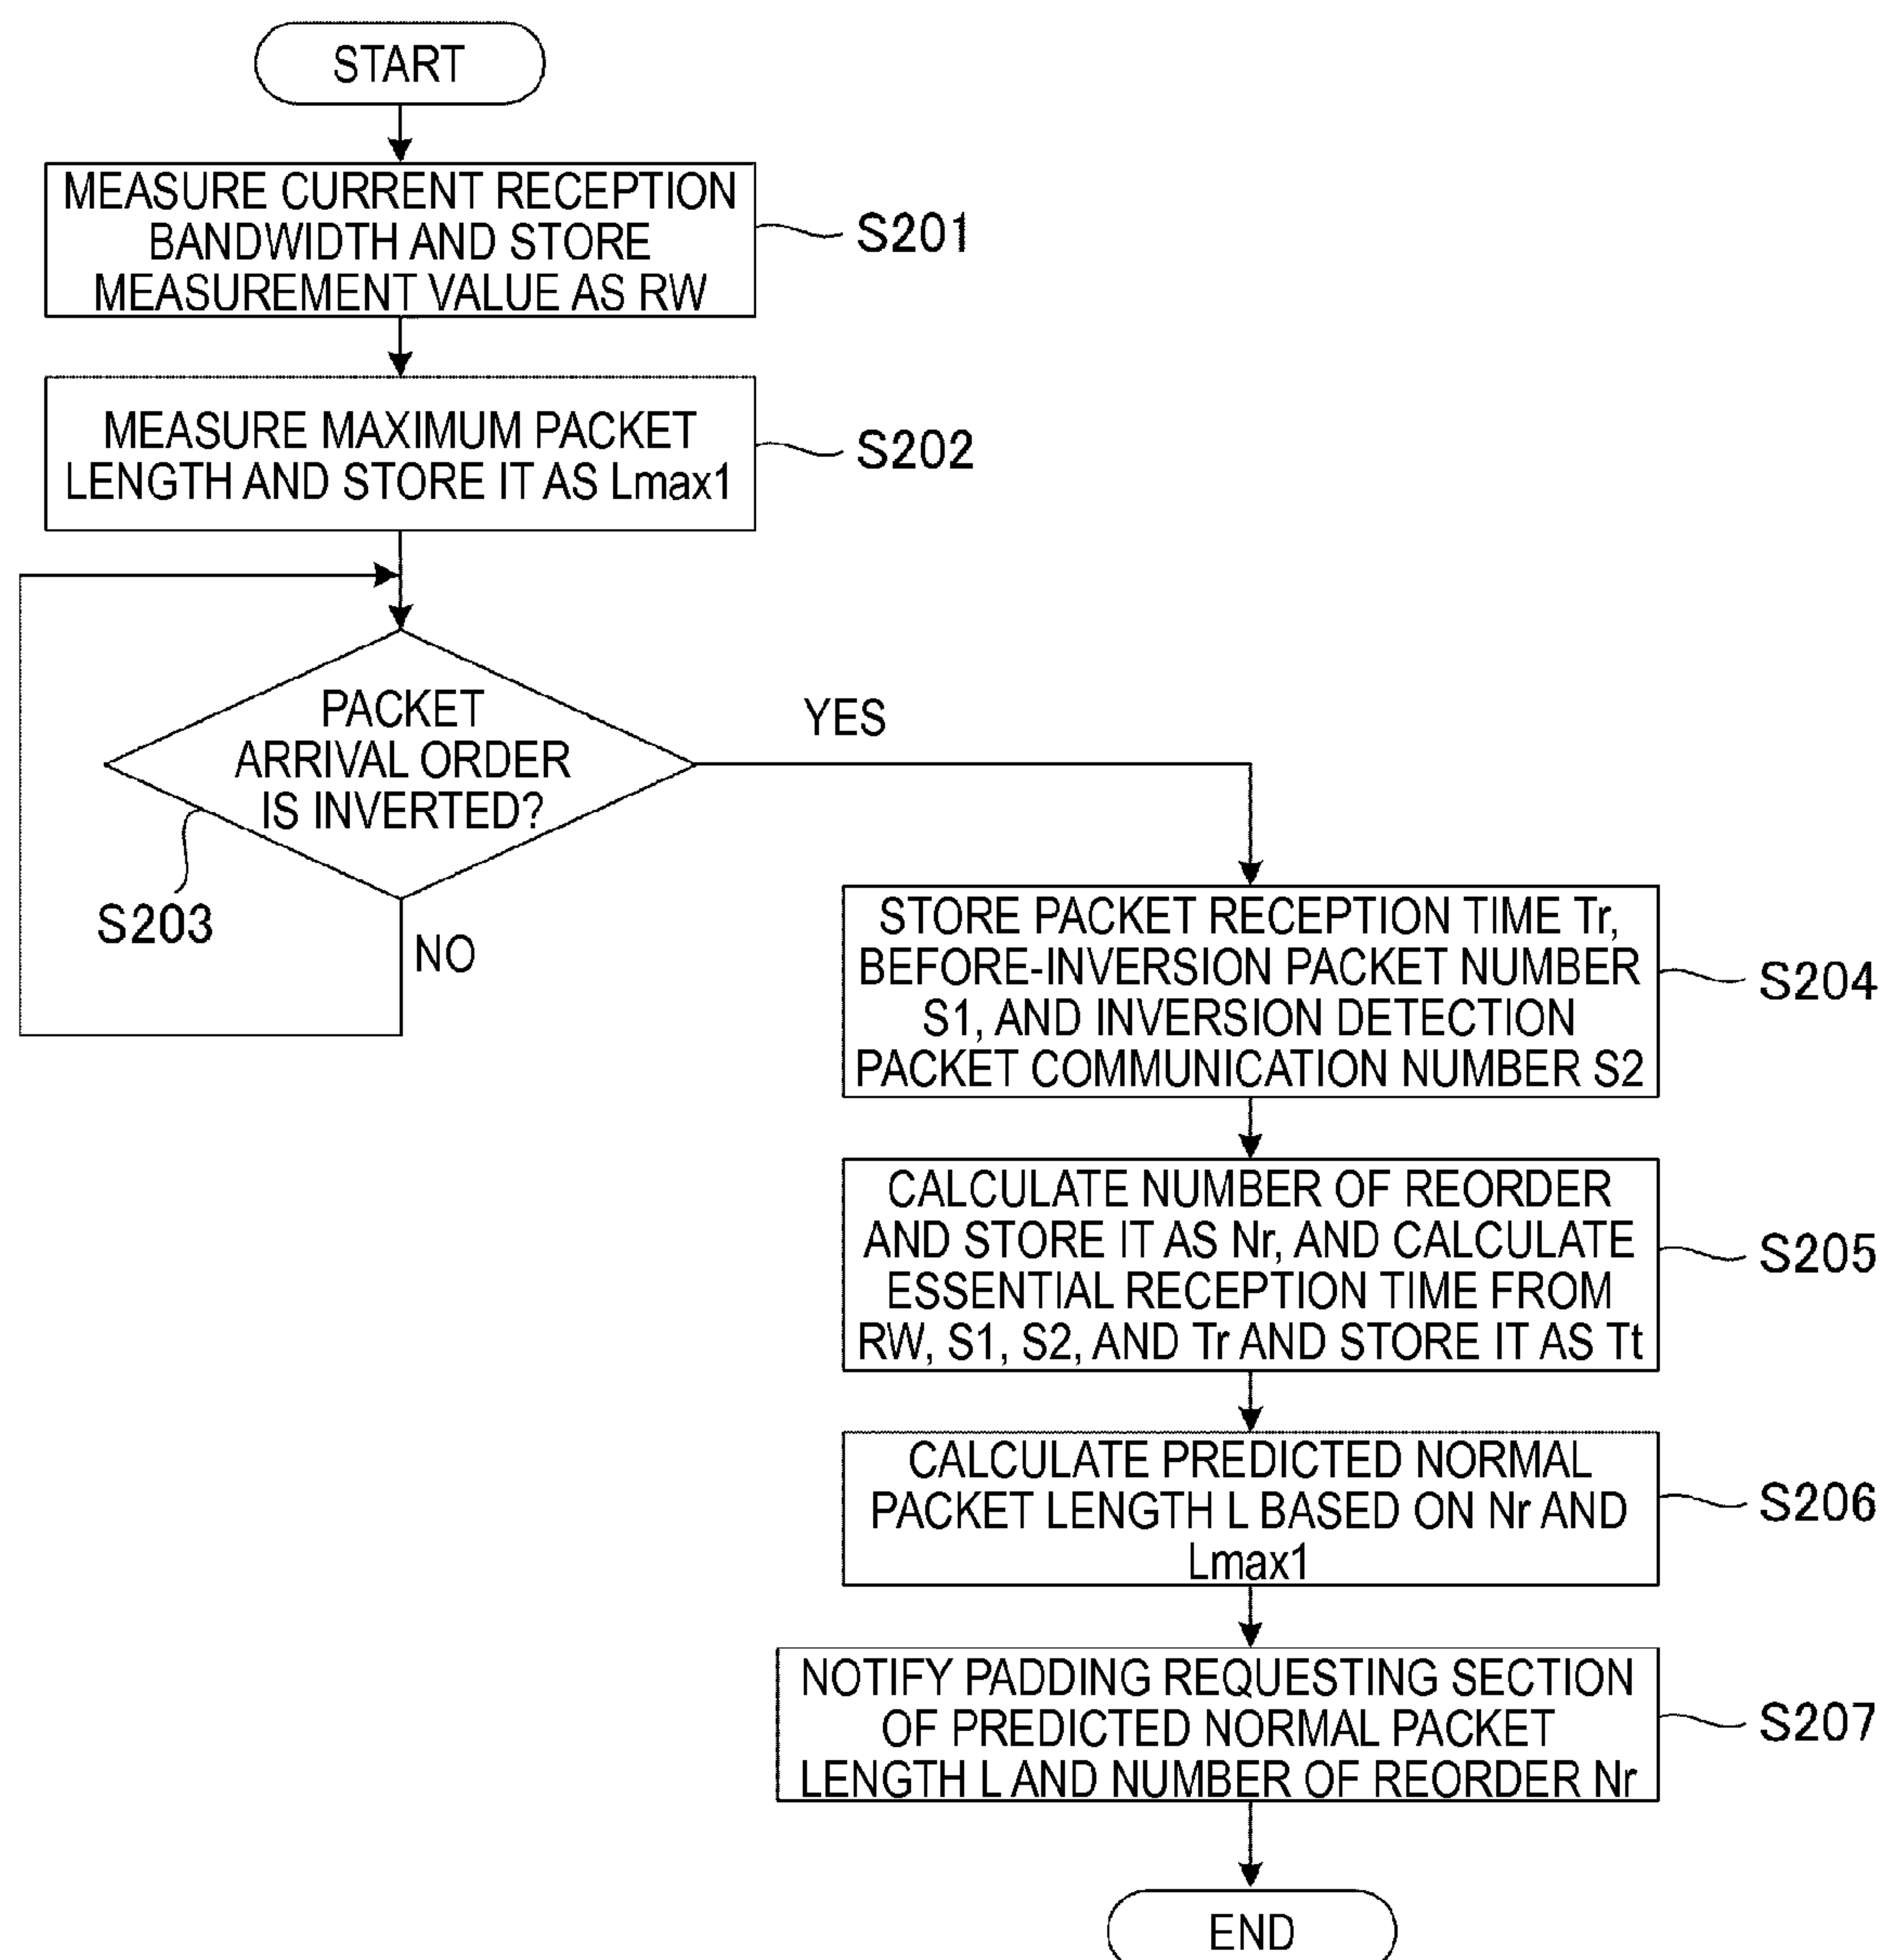 START
MEASURE CURRENT RECEPTION
BANDWIDTH AND STORE
MEASUREMENT VALUE AS RW
S201
MEASURE MAXIMUM PACKET
LENGTH AND STORE IT AS Lmax1
S202
PACKET
ARRIVAL ORDER
IS INVERTED?
S203
YES
NO
STORE PACKET RECEPTION TIME Tr,
BEFORE-INVERSION PACKET NUMBER
S1, AND INVERSION DETECTION
PACKET COMMUNICATION NUMBER S2
S204
CALCULATE NUMBER OF REORDER
AND STORE IT AS Nr, AND CALCULATE
ESSENTIAL RECEPTION TIME FROM
RW, S1, S2, AND Tr AND STORE IT AS Tt
S205
CALCULATE PREDICTED NORMAL
PACKET LENGTH L BASED ON Nr AND
Lmax1
S206
NOTIFY PADDING REQUESTING SECTION
OF PREDICTED NORMAL PACKET
LENGTH L AND NUMBER OF REORDER Nr
S207
END